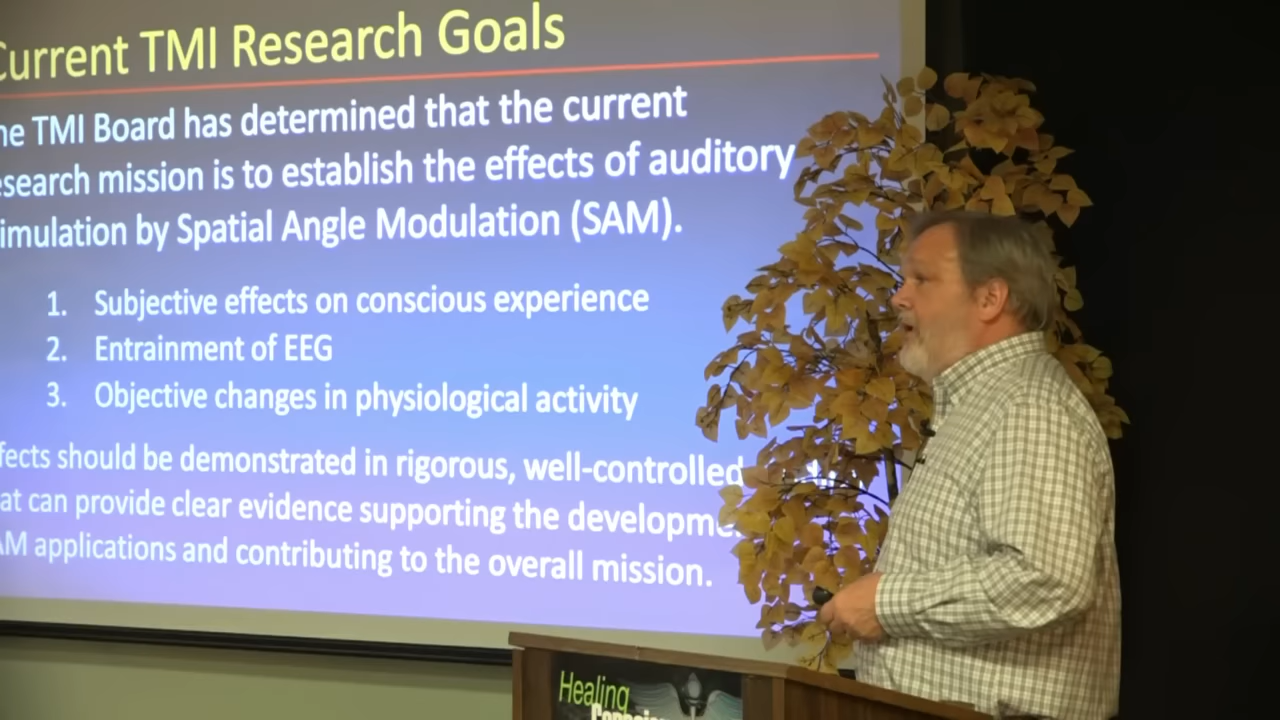 Current TMI Research Goals
he TMI Board has determined that the current
esearch mission is to establish the effects of auditory
imulation by Spatial Angle Modulation (SAM).
1. Subjective effects on conscious experience
2. Entrainment of EEG
3. Objective changes in physiological activity
fects should be demonstrated in rigorous, well-controlled
at can provide clear evidence supporting the developme
AM applications and contributing to the overall mission.
Healing